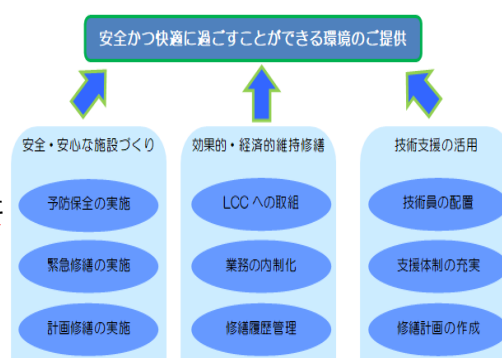 安全かつ快適に過ごすことができる環境のご提供
安全・安心な施設づくり
予防保全の実施
緊急修繕の実施
計画修繕の実施
効果的・経済的維持修繕
LCCへの取組
業務の内制化
修繕履歴管理
技術支援の活用
技術員の配置
支援体制の充実
修繕計画の作成